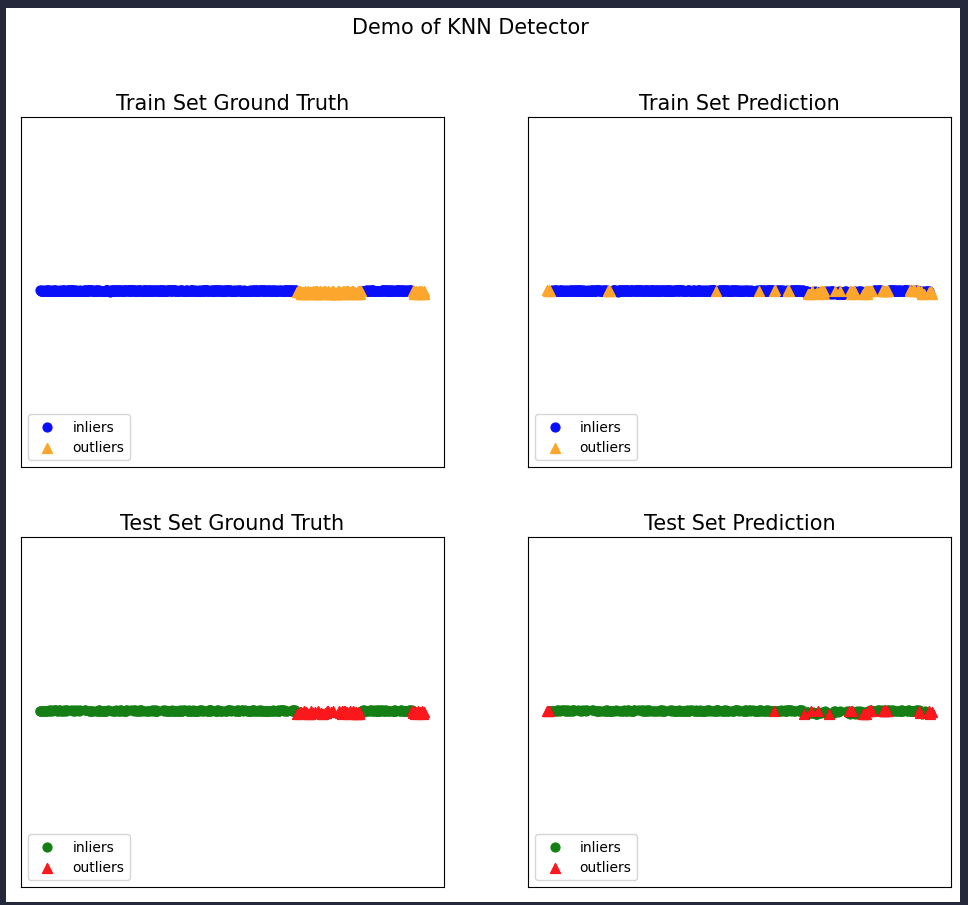 Demo of KNN Detector
Train Set Ground Truth
inliers
outliers
Train Set Prediction
inliers
outliers
Test Set Ground Truth
inliers
outliers
Test Set Prediction
inliers
outliers